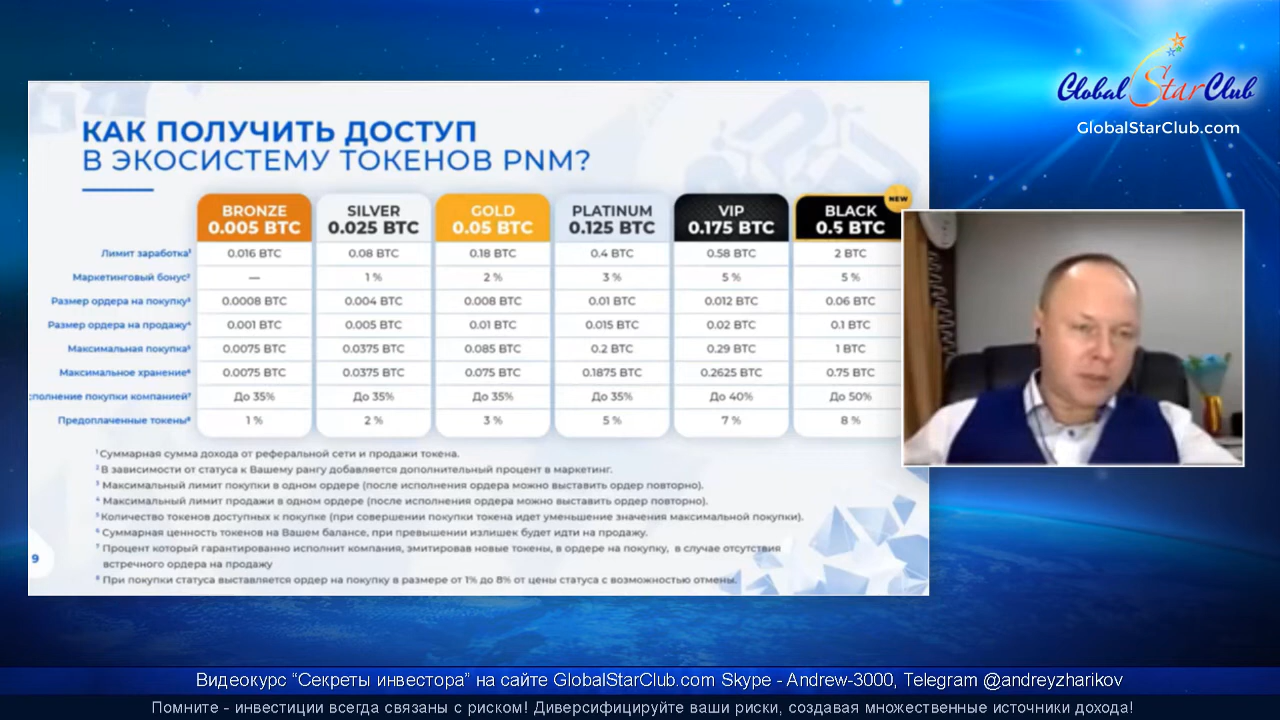 Global Star Club
GlobalStarClub.com
КАК ПОЛУЧИТЬ ДОСТУП
В ЭКОСИСТЕМУ ТОКЕНОВ PNM?
NEW
BRONZE SILVER GOLD PLATINUM VIP BLACK
0.005 BTC 0.025 BTC 0.05 BTC 0.125 BTC 0.175 BTC 0.5 BTC
Лимит заработка¹ 0.016 BTC 0.08 BTC 0.18 BTC 0.4 BTC 0.58 BTC 2 BTC
Маркетинговый бонус² — 1 % 2 % 3 % 5 % 5 %
Размер ордера на покупку³ 0.0008 BTC 0.004 BTC 0.008 BTC 0.01 BTC 0.012 BTC 0.06 BTC
Размер ордера на продажу⁴ 0.001 BTC 0.005 BTC 0.01 BTC 0.015 BTC 0.02 BTC 0.1 BTC
Максимальная покупка⁵ 0.0075 BTC 0.0375 BTC 0.085 BTC 0.2 BTC 0.29 BTC 1 BTC
Максимальное хранение⁶ 0.0075 BTC 0.0375 BTC 0.075 BTC 0.1875 BTC 0.2625 BTC 0.75 BTC
сполнение покупки компанией⁷ До 35% До 35% До 35% До 35% До 40% До 50%
Предоплаченные токены⁸ 1 % 2 % 3 % 5 % 7 % 8 %
¹ Суммарная сумма дохода от реферальной сети и продажи токена.
² В зависимости от статуса к Вашему рангу добавляется дополнительный процент в маркетинг.
³ Максимальный лимит покупки в одном ордере (после исполнения ордера можно выставить ордер повторно).
⁴ Максимальный лимит продажи в одном ордере (после исполнения ордера можно выставить ордер повторно).
⁵ Количество токенов доступных к покупке (при совершении покупки токена идет уменьшение значения максимальной покупки).
⁶ Суммарная ценность токенов на Вашем балансе, при превышении излишек будет идти на продажу.
⁷ Процент который гарантированно исполнит компания, эмитировав новые токены, в ордере на покупку, в случае отсутствия
встречного ордера на продажу
⁸ При покупки статуса выставляется ордер на покупку в размере от 1% до 8% от цены статуса с возможностью отмены.
9
Видеокурс “Секреты инвестора” на сайте GlobalStarClub.com Skype - Andrew-3000, Telegram @andreyzharikov
Помните - инвестиции всегда связаны с риском! Диверсифицируйте ваши риски, создавая множественные источники дохода!